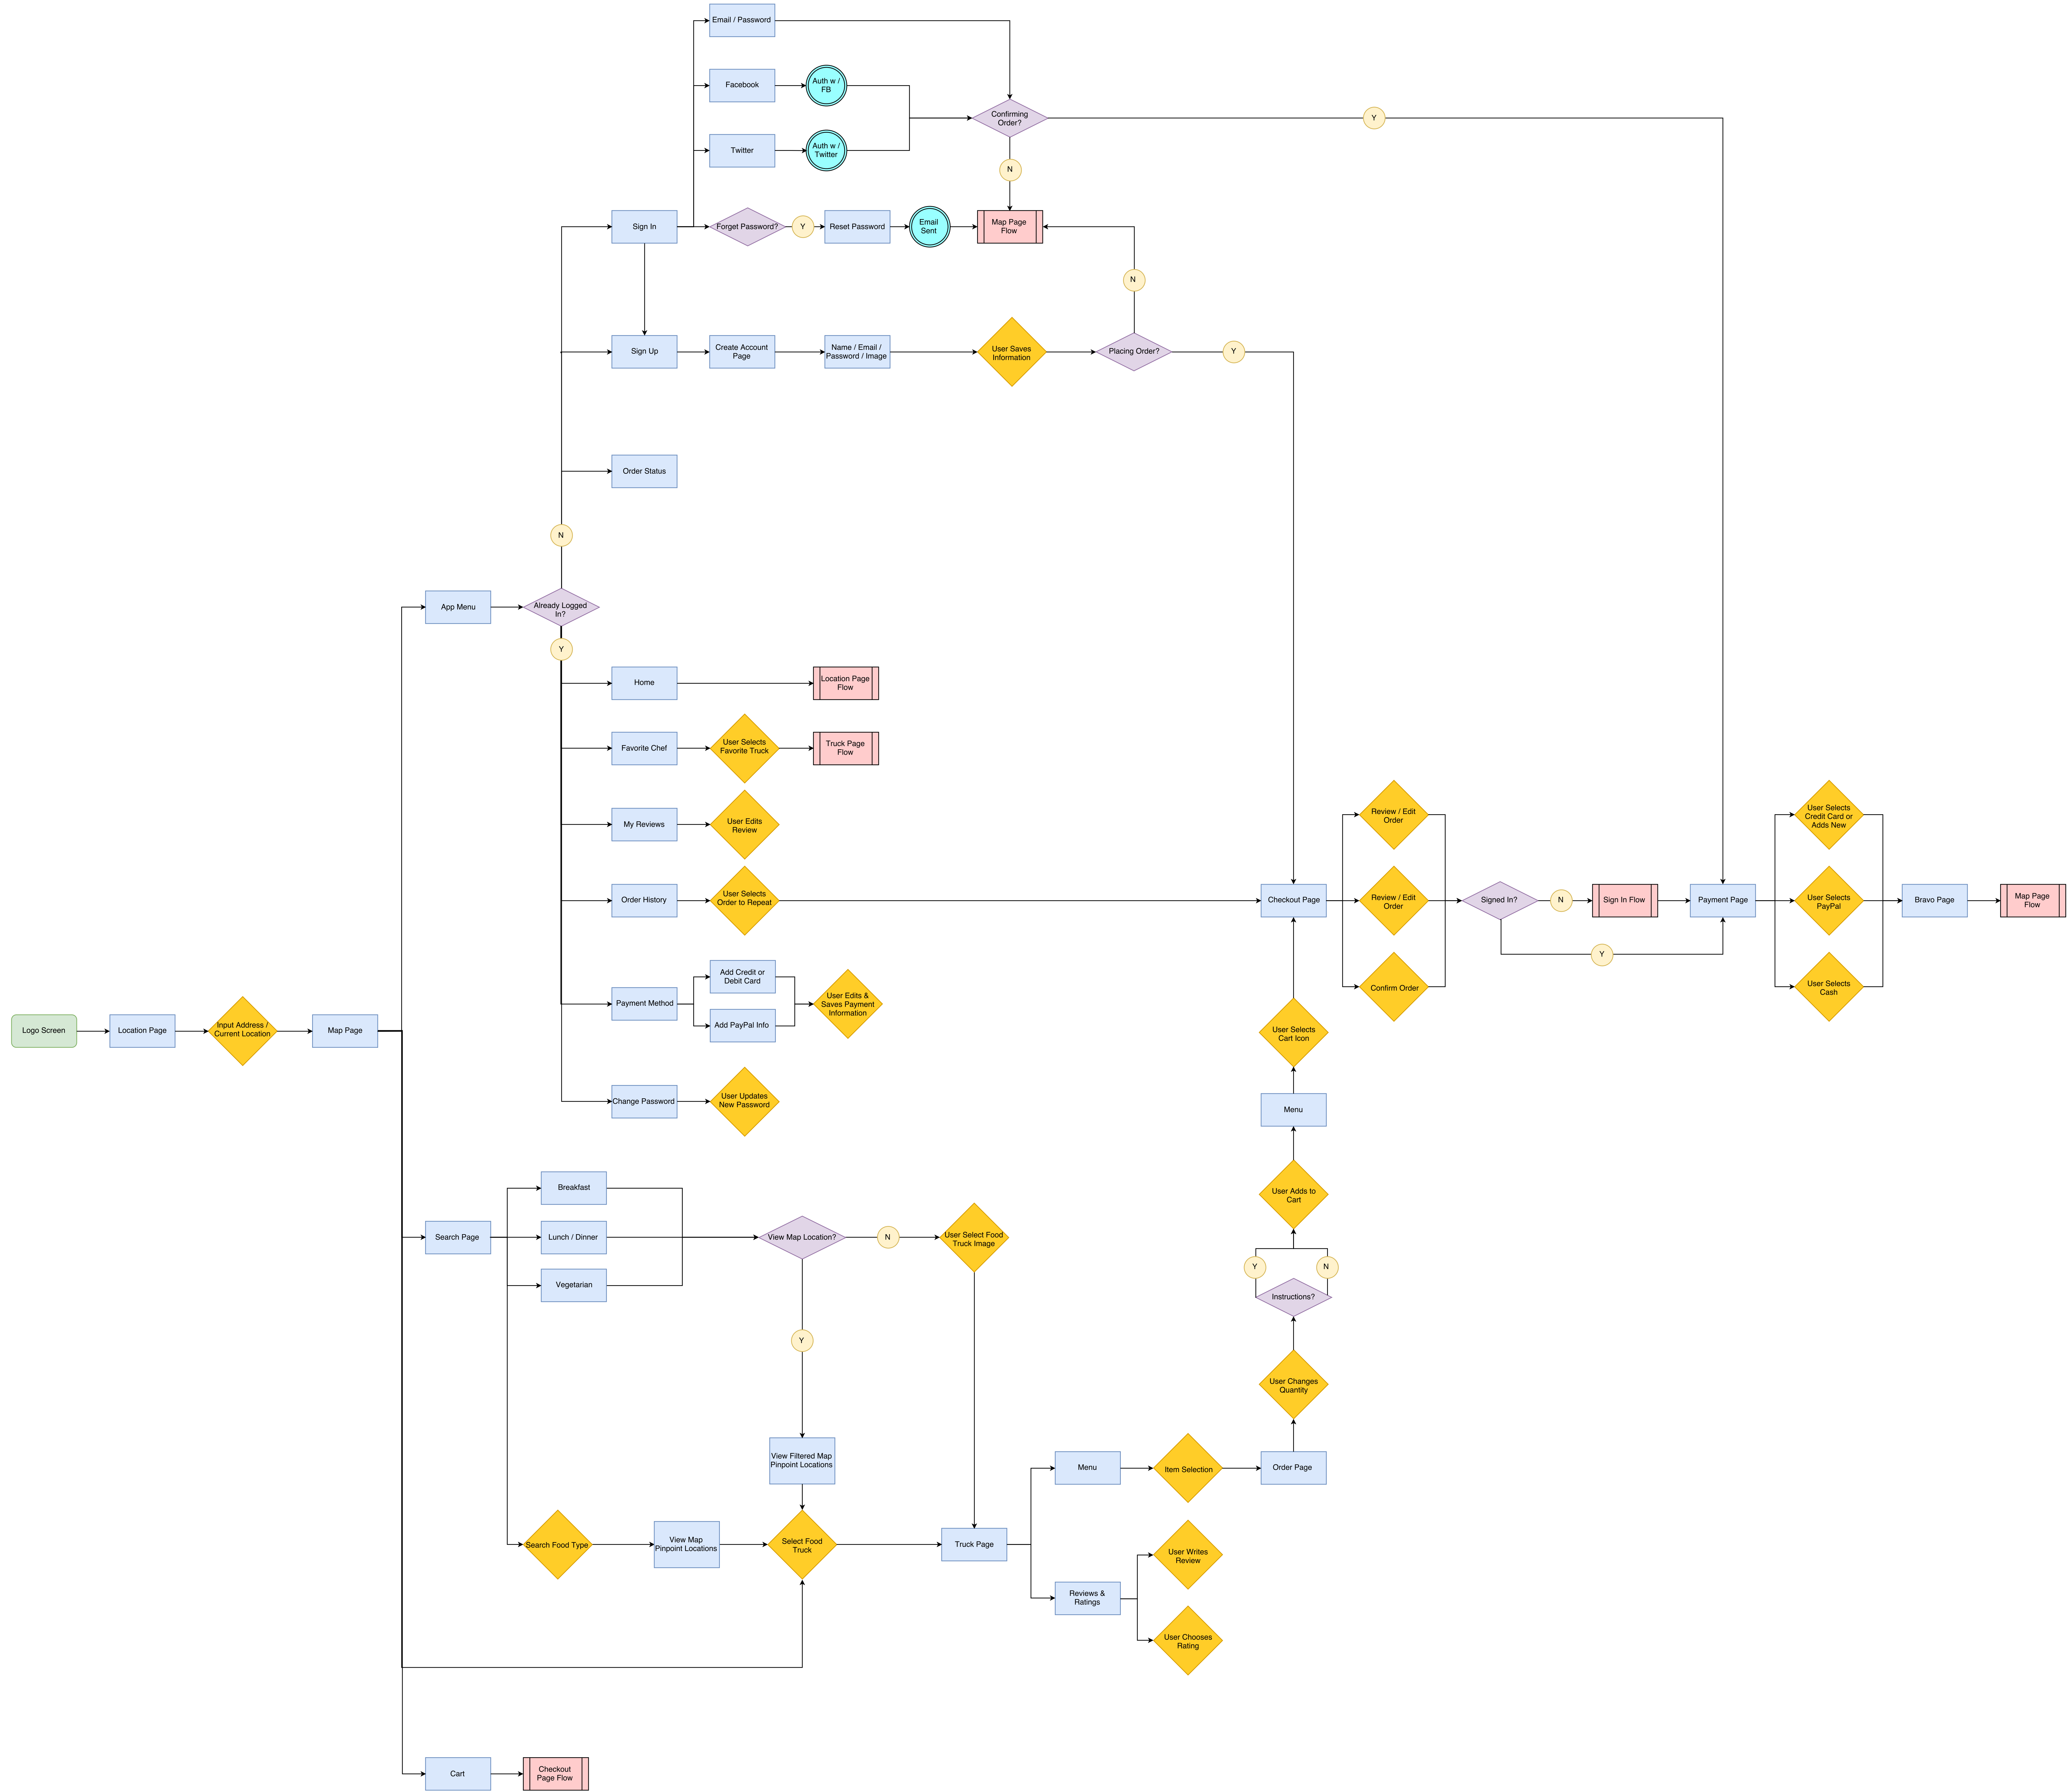 Email / Password
Facebook
Auth w /
FB
Confirming
Order?
Y
Twitter
Auth w /
Twitter
N
Sign In
Forget Password?
Y
Reset Password
Email
Sent
Map Page
Flow
N
Sign Up
Create Account
Page
Name / Email /
Password / Image
User Saves
Information
Placing Order?
Y
Order Status
N
App Menu
Already Logged
In?
Y
Home
Location Page
Flow
Favorite Chef
User Selects
Favorite Truck
Truck Page
Flow
My Reviews
User Edits
Review
Order History
User Selects
Order to Repeat
Checkout Page
Review / Edit
Order
Review / Edit
Order
Confirm Order
Signed In?
N
Sign In Flow
Y
Payment Page
User Selects
Credit Card or
Adds New
User Selects
PayPal
User Selects
Cash
Bravo Page
Map Page
Flow
Payment Method
Add Credit or
Debit Card
Add PayPal Info
User Edits &
Saves Payment
Information
Logo Screen
Location Page
Input Address /
Current Location
Map Page
User Selects
Cart Icon
Change Password
User Updates
New Password
Menu
Breakfast
User Adds to
Cart
Search Page
Lunch / Dinner
View Map Location?
N
User Select Food
Truck Image
Vegetarian
Y
N
Instructions?
Y
User Changes
Quantity
View Filtered Map
Pinpoint Locations
Menu
Item Selection
Order Page
Search Food Type
View Map
Pinpoint Locations
Select Food
Truck
Truck Page
User Writes
Review
Reviews &
Ratings
User Chooses
Rating
Cart
Checkout
Page Flow